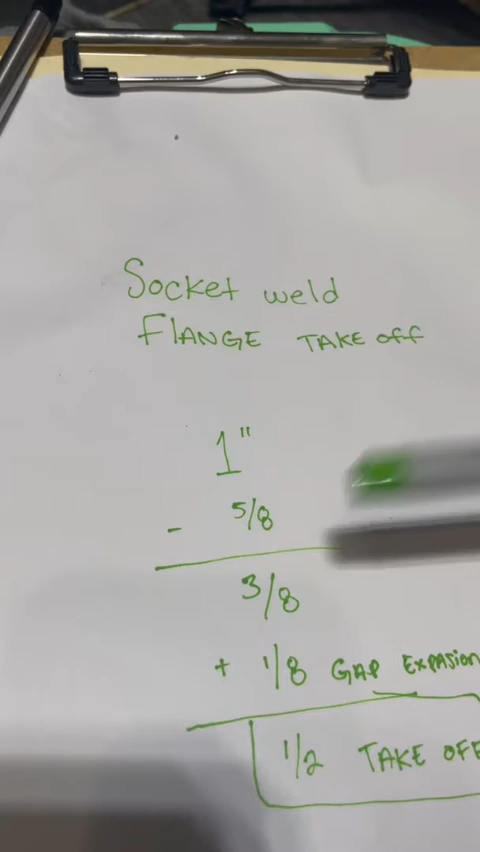 Socket weld
FLANGE TAKE off
1"
- 5/8
3/8
+ 1/8 GAP EXPASION
1/2 TAKE OFF